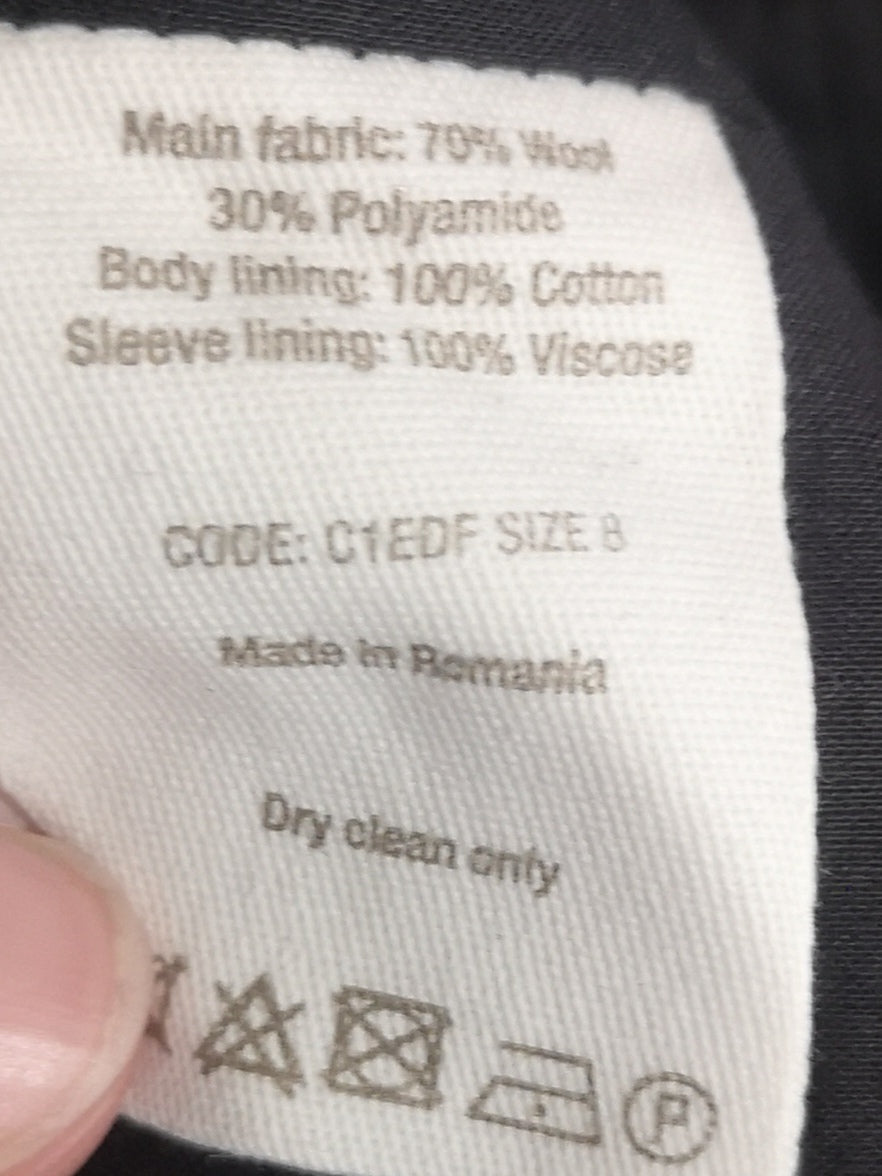 Main fabric: 70% Wool
30% Polyamide
Body lining: 100% Cotton
Sleeve lining: 100% Viscose
CODE: C1EDF SIZE 8
Made in Romania
Dry clean only
P